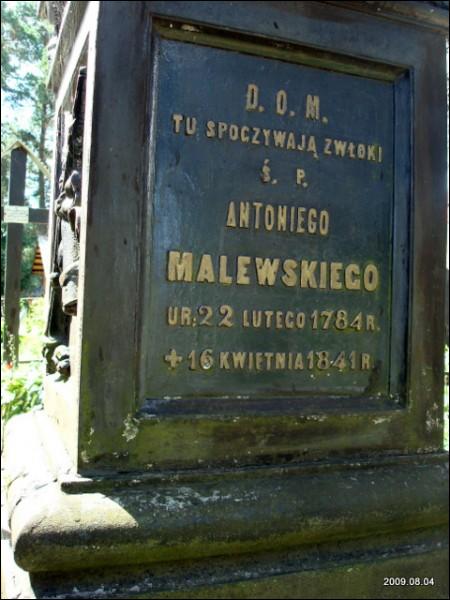 D. O. M.
TU SPOCZYWAJĄ ZWŁOKI
Ś. P.
ANTONIEGO
MALEWSKIEGO
UR: 22 LUTEGO 1784 R.
+ 16 KWIETNIA 1841 R.
2009.08.04